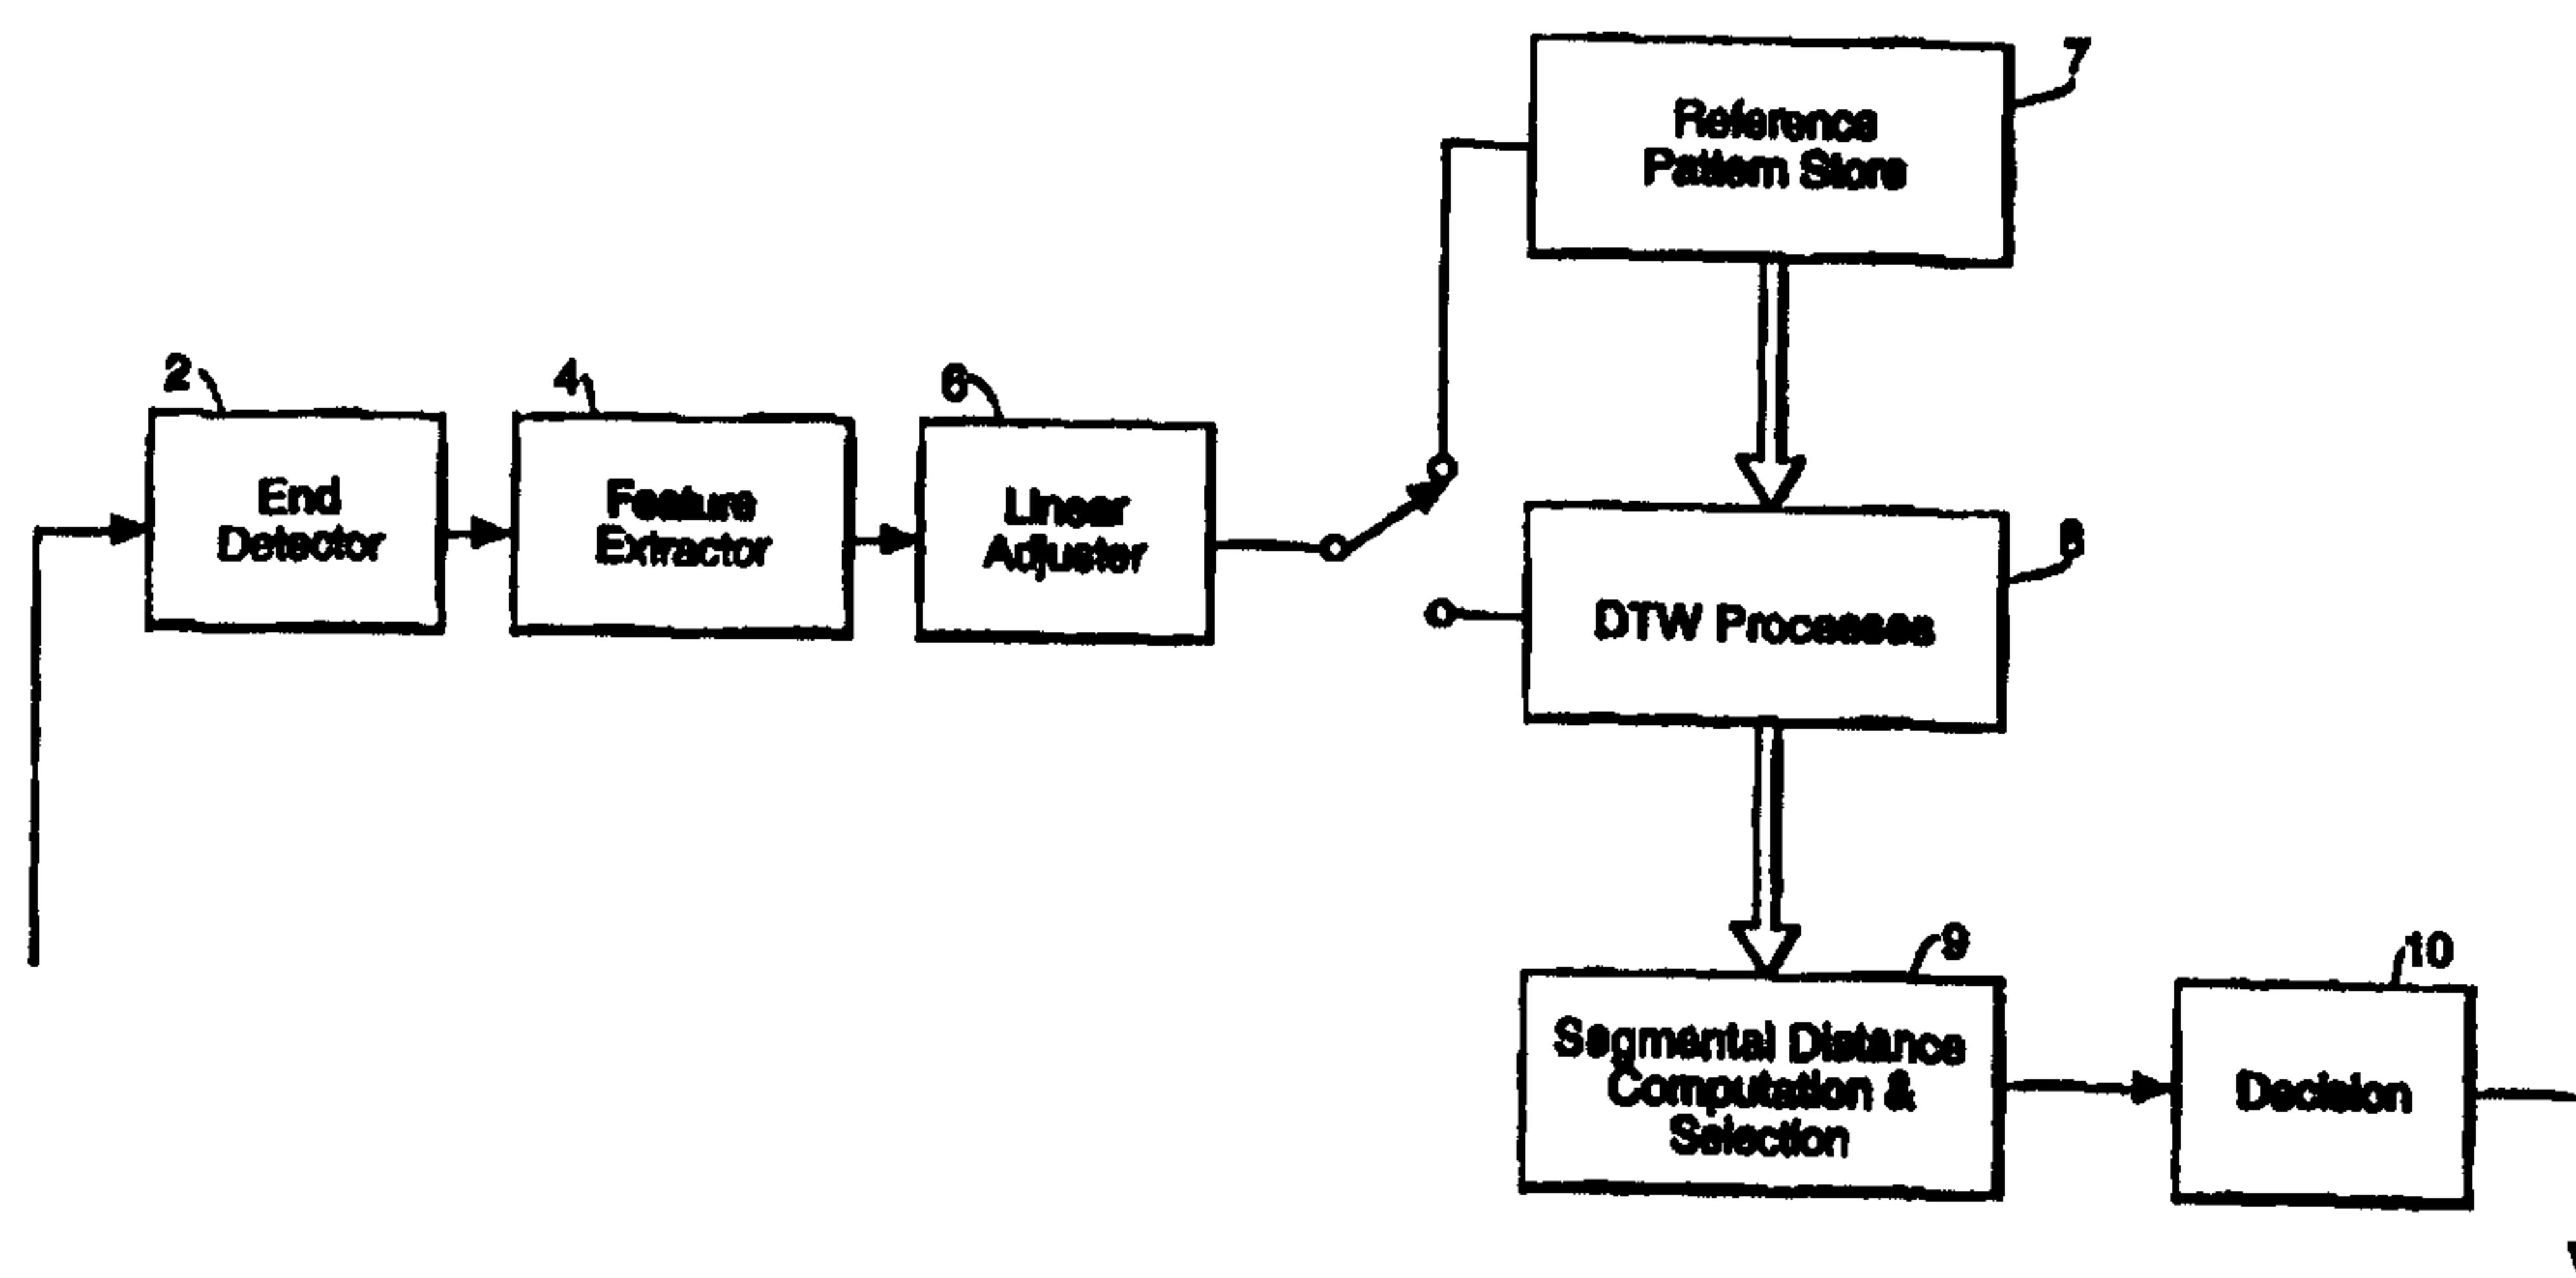 7
Reference
Pattern Store
2
4
6
End
Detector
Feature
Extractor
Linear
Adjuster
8
DTW Processes
9
10
Segmental Distance
Computation &
Selection
Decision